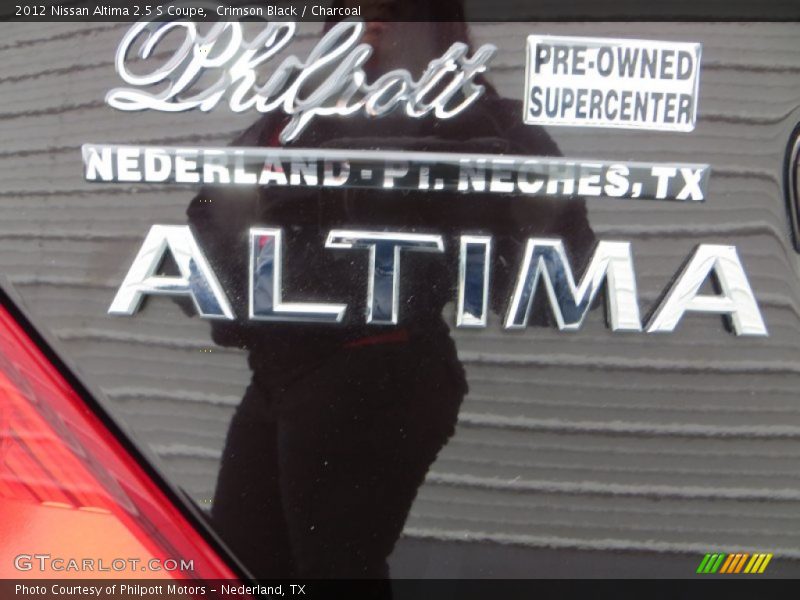 2012 Nissan Altima 2.5 S Coupe,  Crimson Black / Charcoal
Philpott
PRE-OWNED
SUPERCENTER
NEDERLAND - PT. NECHES, TX
ALTIMA
GTCARLOT.COM
Photo Courtesy of Philpott Motors - Nederland, TX